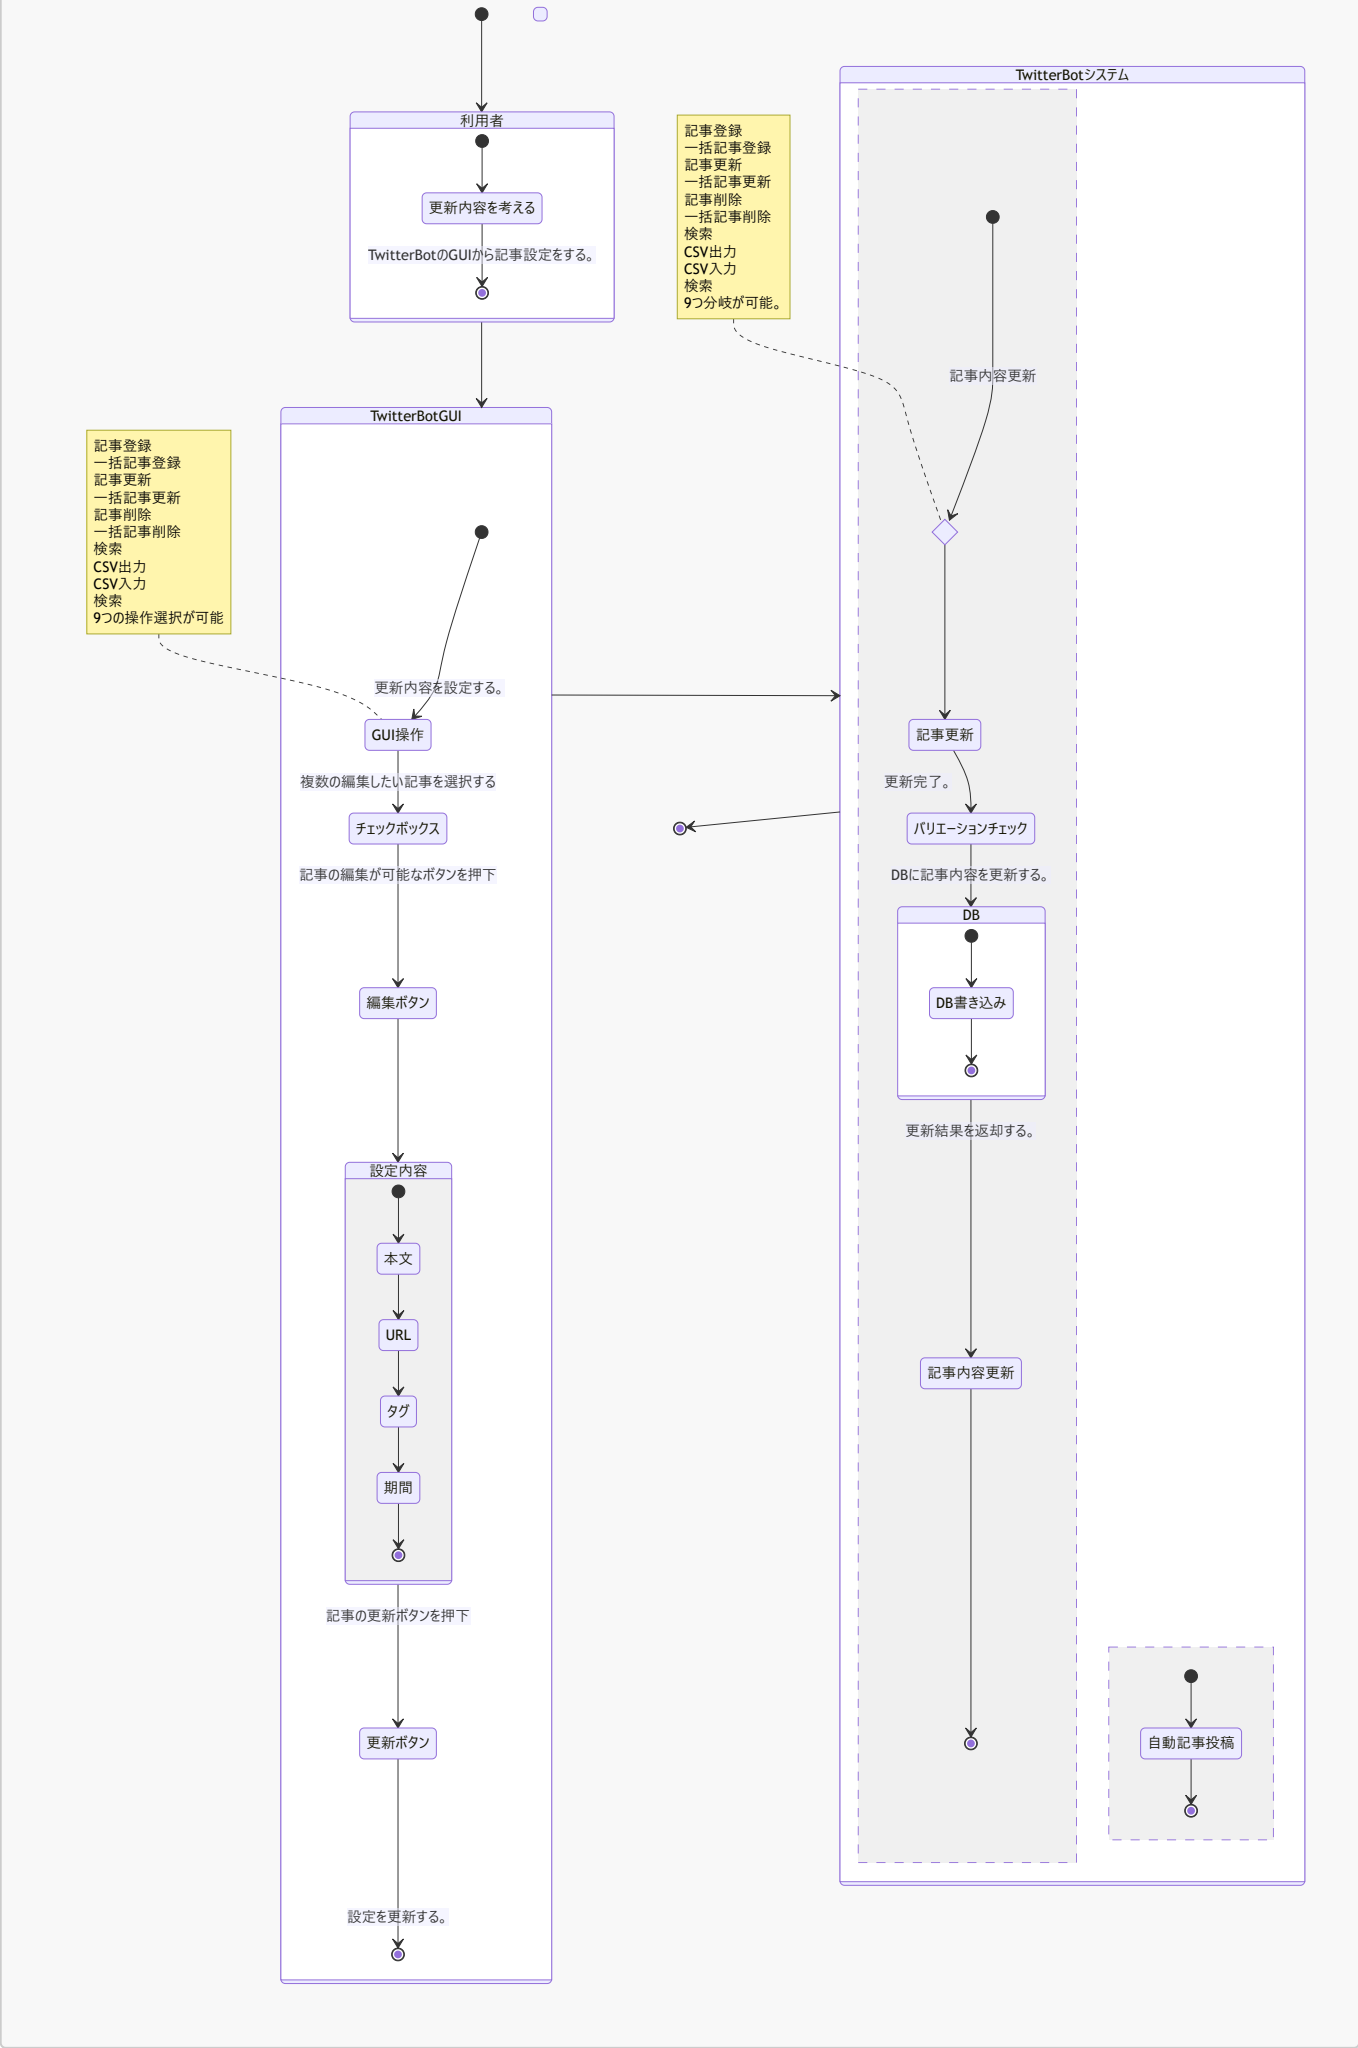 TwitterBotシステム
利用者
更新内容を考える
TwitterBotのGUIから記事設定をする。
記事登録
一括記事登録
記事更新
一括記事更新
記事削除
一括記事削除
検索
CSV出力
CSV入力
検索
9つ分岐が可能。
記事内容更新
TwitterBotGUI
記事登録
一括記事登録
記事更新
一括記事更新
記事削除
一括記事削除
検索
CSV出力
CSV入力
検索
9つの操作選択が可能
更新内容を設定する。
GUI操作
複数の編集したい記事を選択する
チェックボックス
記事の編集が可能なボタンを押下
編集ボタン
設定内容
本文
URL
タグ
期間
記事の更新ボタンを押下
更新ボタン
設定を更新する。
記事更新
更新完了。
バリエーションチェック
DBに記事内容を更新する。
DB
DB書き込み
更新結果を返却する。
記事内容更新
自動記事投稿